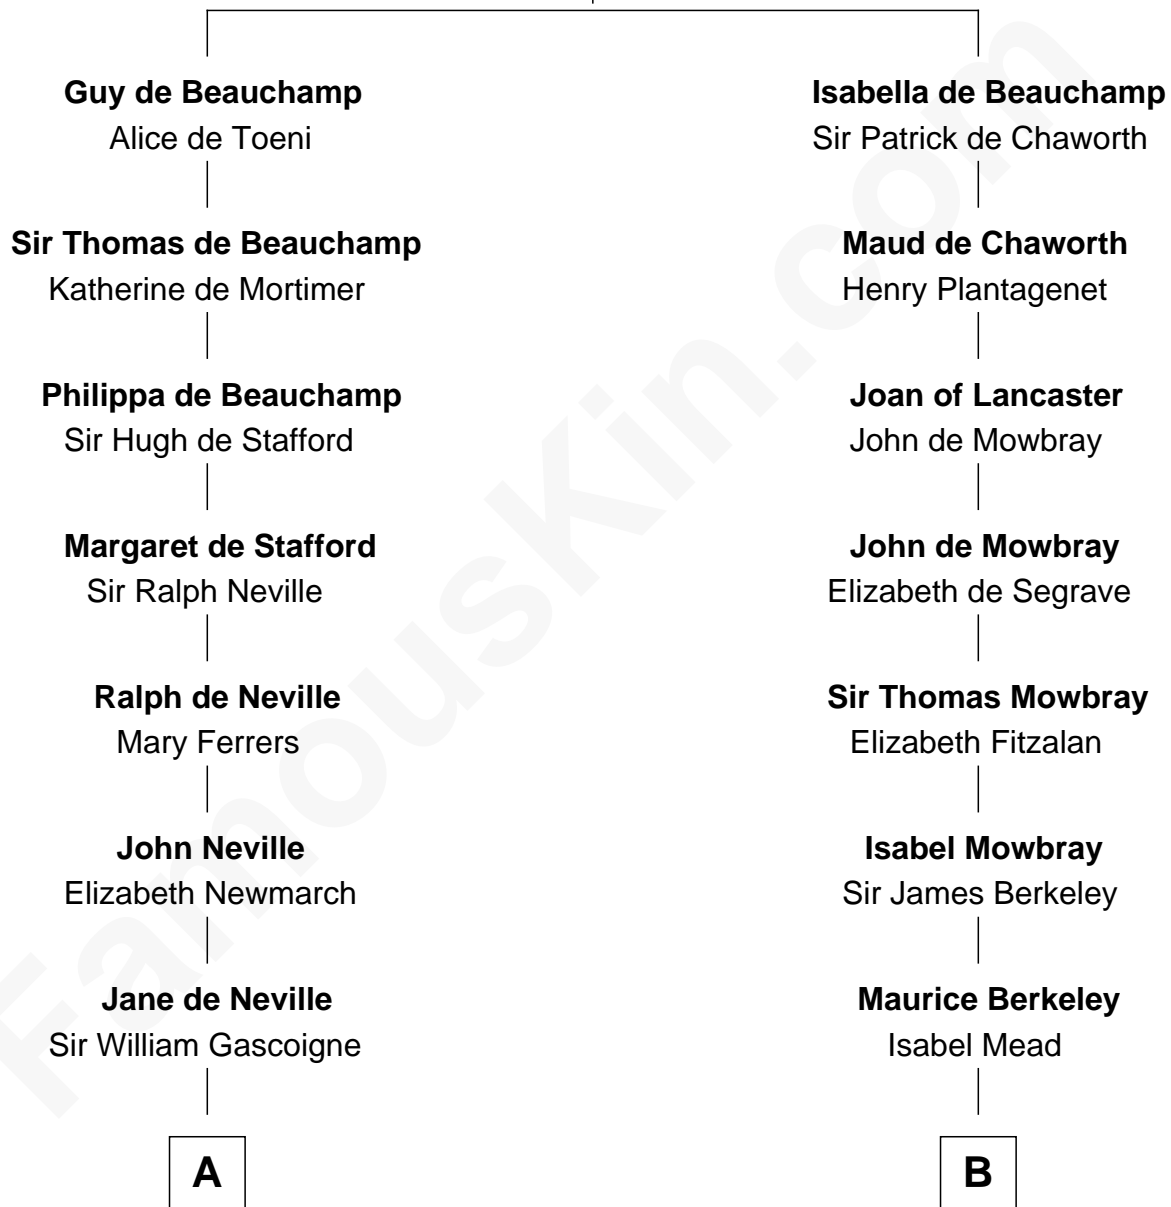 Guy de Beauchamp
Alice de Toeni
Sir Thomas de Beauchamp
Katherine de Mortimer
Philippa de Beauchamp
Sir Hugh de Stafford
Margaret de Stafford
Sir Ralph Neville
Ralph de Neville
Mary Ferrers
John Neville
Elizabeth Newmarch
Jane de Neville
Sir William Gascoigne
A
Isabella de Beauchamp
Sir Patrick de Chaworth
Maud de Chaworth
Henry Plantagenet
Joan of Lancaster
John de Mowbray
John de Mowbray
Elizabeth de Segrave
Sir Thomas Mowbray
Elizabeth Fitzalan
Isabel Mowbray
Sir James Berkeley
Maurice Berkeley
Isabel Mead
B
FamousKin.com